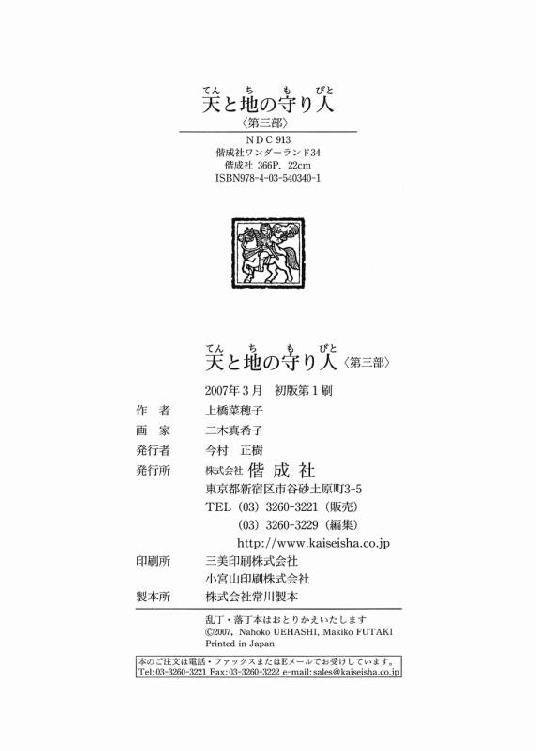 てん ち も びと
天と地の守り人
〈第三部〉
NDC913
偕成社ワンダーランド34
偕成社 366P. 22cm
ISBN978-4-03-540340-1
てん ち も びと
天と地の守り人〈第三部〉
2007年3月 初版第1刷
作 者 上橋菜穂子
画 家 二木真希子
発行者 今村 正樹
発行所 株式会社 偕成社
東京都新宿区市谷砂土原町3-5
TEL (03) 3260-3221(販売)
(03) 3260-3229(編集)
http://www.kaiseisha.co.jp
印刷所 三美印刷株式会社
小宮山印刷株式会社
製本所 株式会社常川製本
乱丁・落丁本はおとりかえいたします
©2007, Nahoko UEHASHI, Makiko FUTAKI
Printed in Japan
本のご注文は電話・ファックスまたはEメールでお受けしています。
Tel:03-3260-3221 Fax:03-3260-3222 e-mail:sales@kaiseisha.co.jp